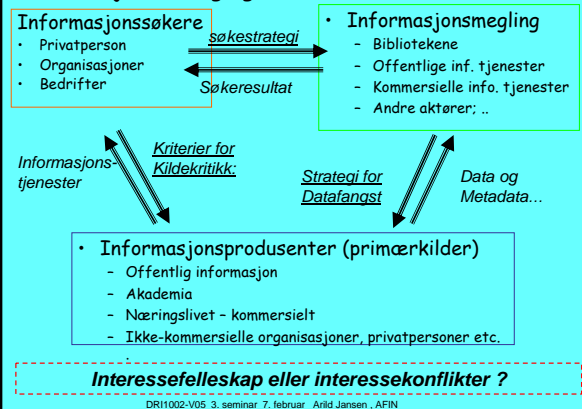 Informasjonssøkere
• Privatperson
• Organisasjoner
• Bedrifter
søkestrategi
Søkeresultat
• Informasjonsmegling
– Bibliotekene
– Offentlige inf. tjenester
– Kommersielle info. tjenester
– Andre aktører; ..
Informasjons-
tjenester
Kriterier for
Kildekritikk:
Strategi for
Datafangst
Data og
Metadata...
• Informasjonsprodusenter (primærkilder)
– Offentlig informasjon
– Akademia
– Næringslivet – kommersielt
– Ikke-kommersielle organisasjoner, privatpersoner etc.
.
Interessefelleskap eller interessekonflikter ?
DRI1002-V05 3. seminar 7. februar Arild Jansen , AFIN